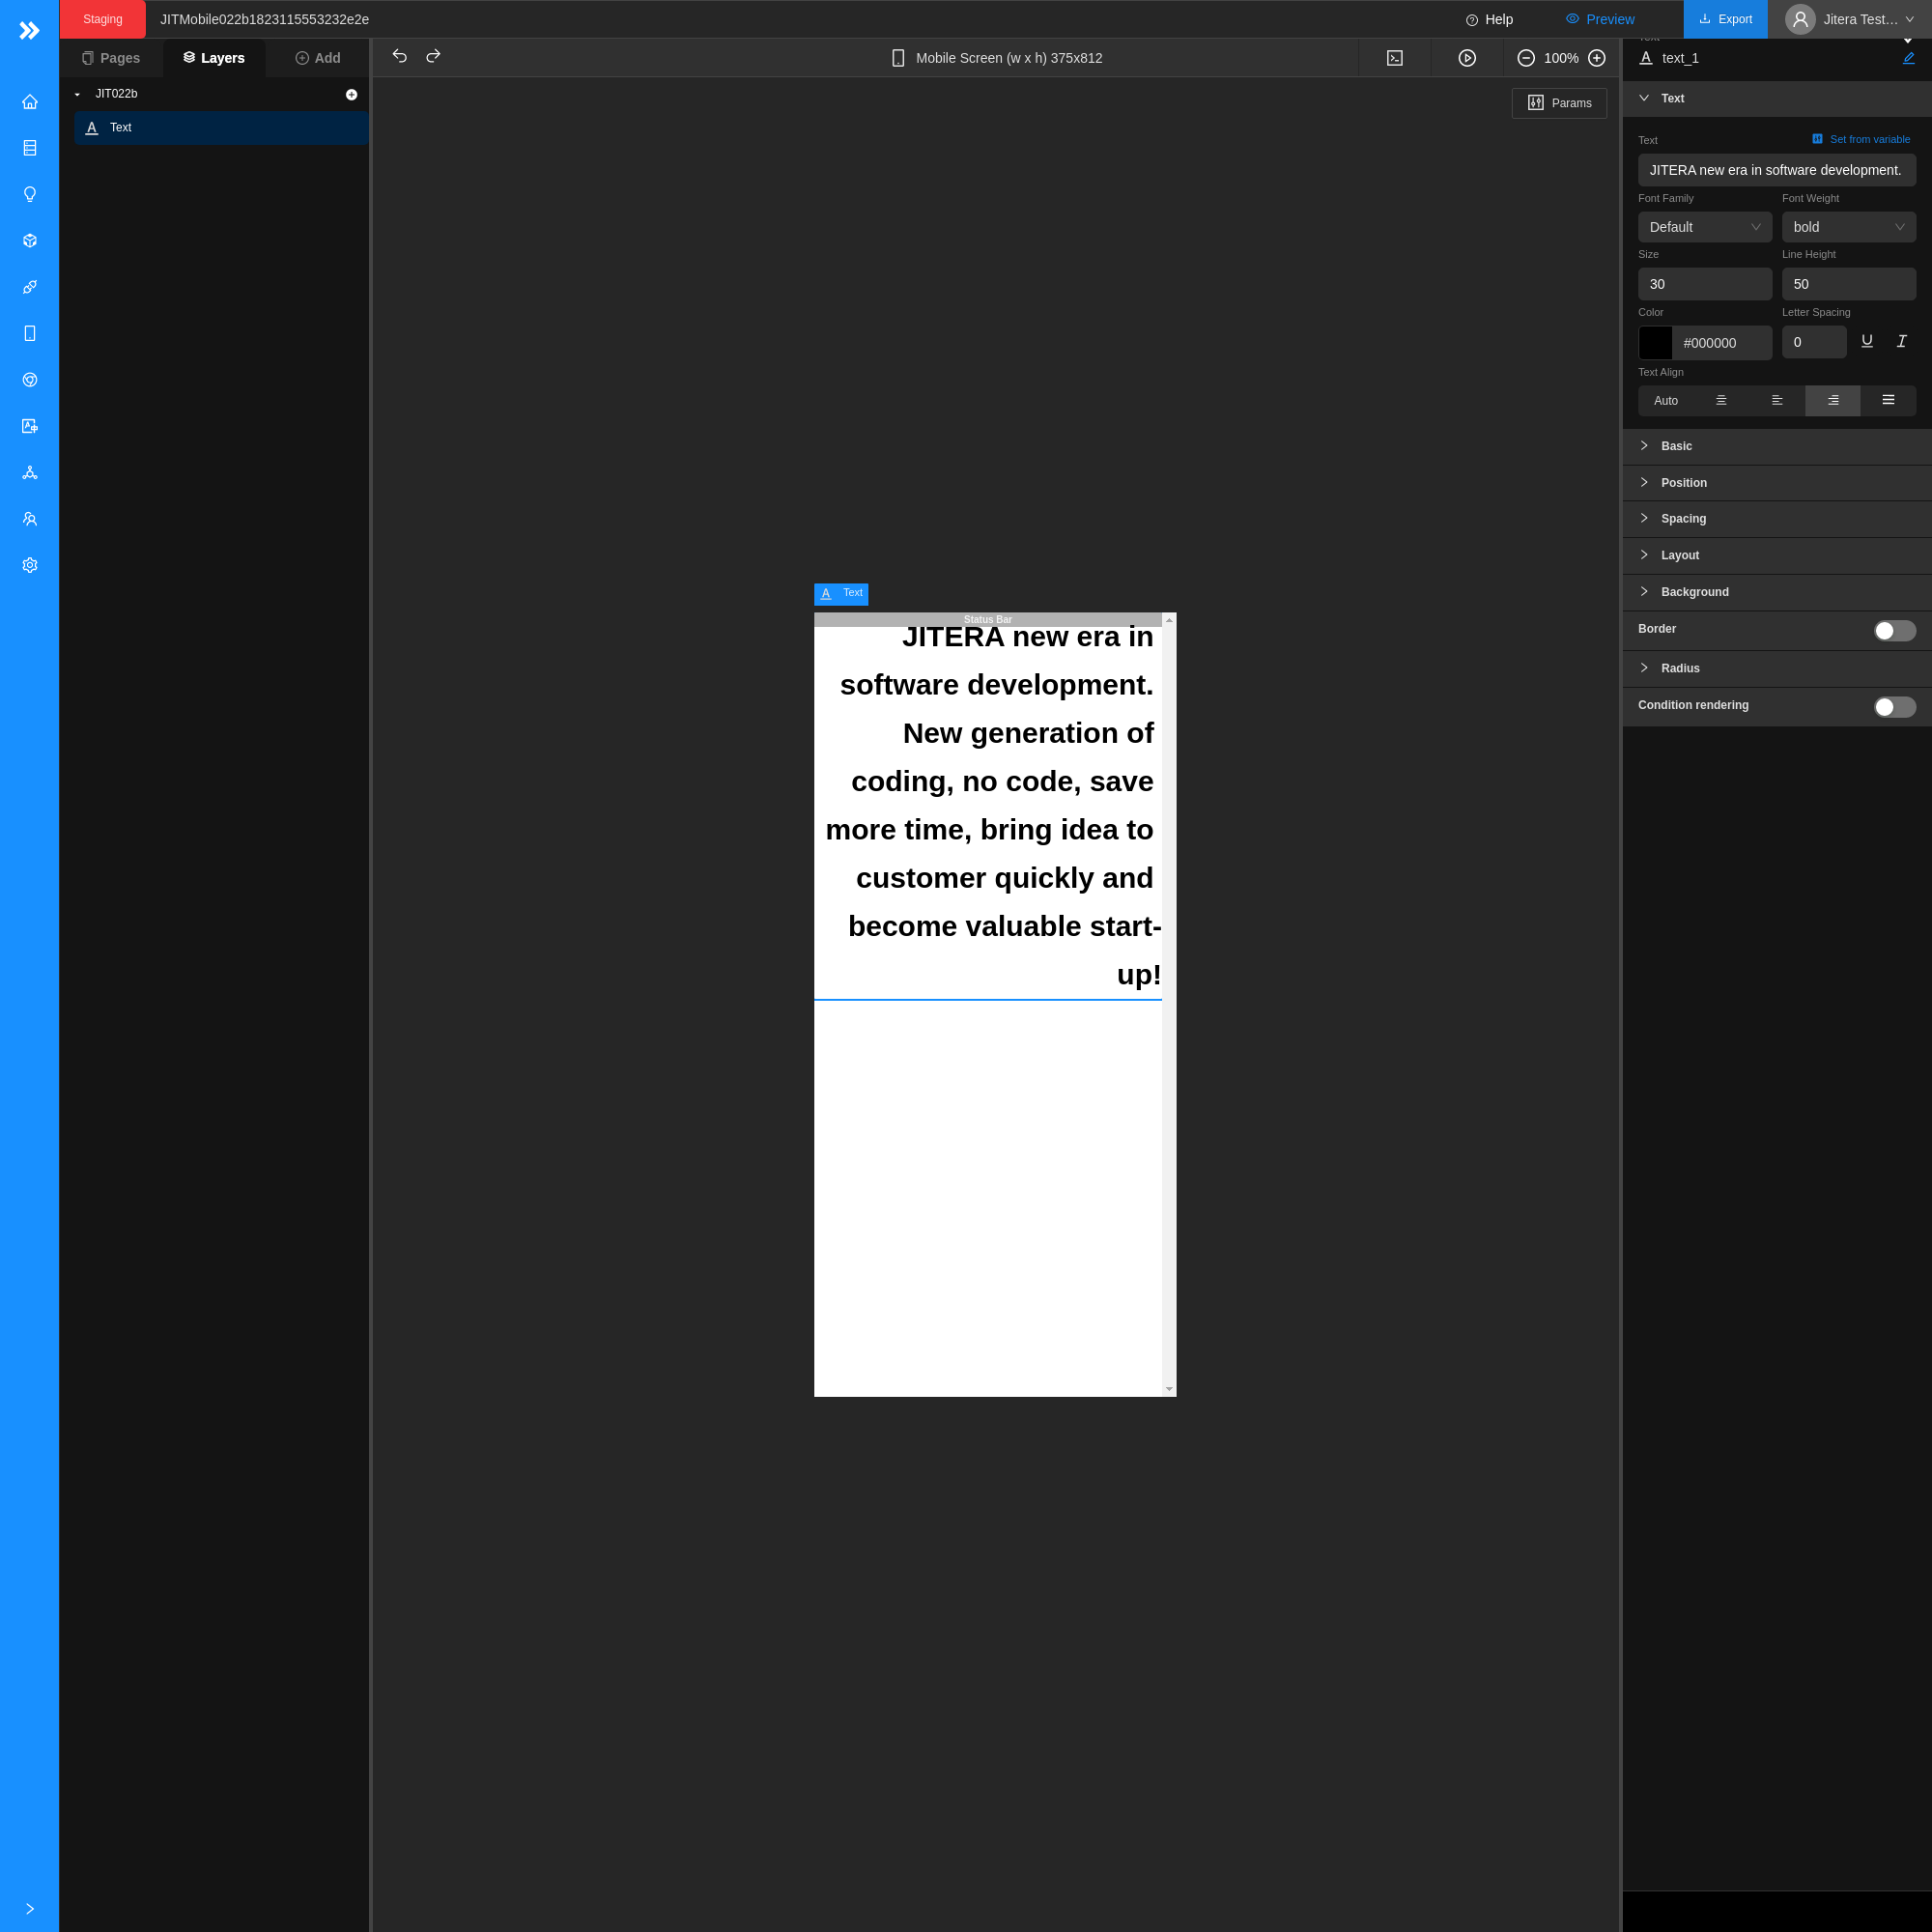 Staging
JITMobile022b1823115553232e2e
Help
Preview
Export
Jitera Test…
Pages
Layers
Add
Mobile Screen (w x h) 375x812
100%
text_1
JIT022b
Text
Params
Text
Text
Set from variable
JITERA new era in software development.
Font Family
Font Weight
Default
bold
Size
Line Height
30
50
Color
Letter Spacing
#000000
0
Text Align
Auto
Basic
Position
Spacing
Layout
Background
Border
Radius
Condition rendering
Text
Status Bar
JITERA new era in
software development.
New generation of
coding, no code, save
more time, bring idea to
customer quickly and
become valuable start-
up!